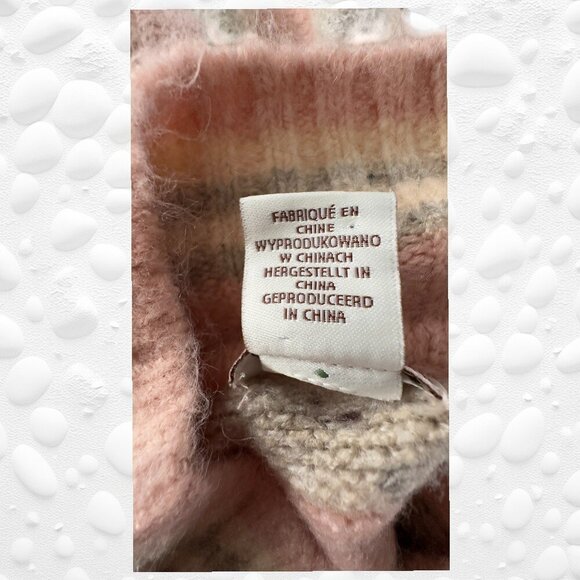 FABRIQUÉ EN
CHINE
WYPRODUKOWANO
W CHINACH
HERGESTELLT IN
CHINA
GEPRODUCEERD
IN CHINA